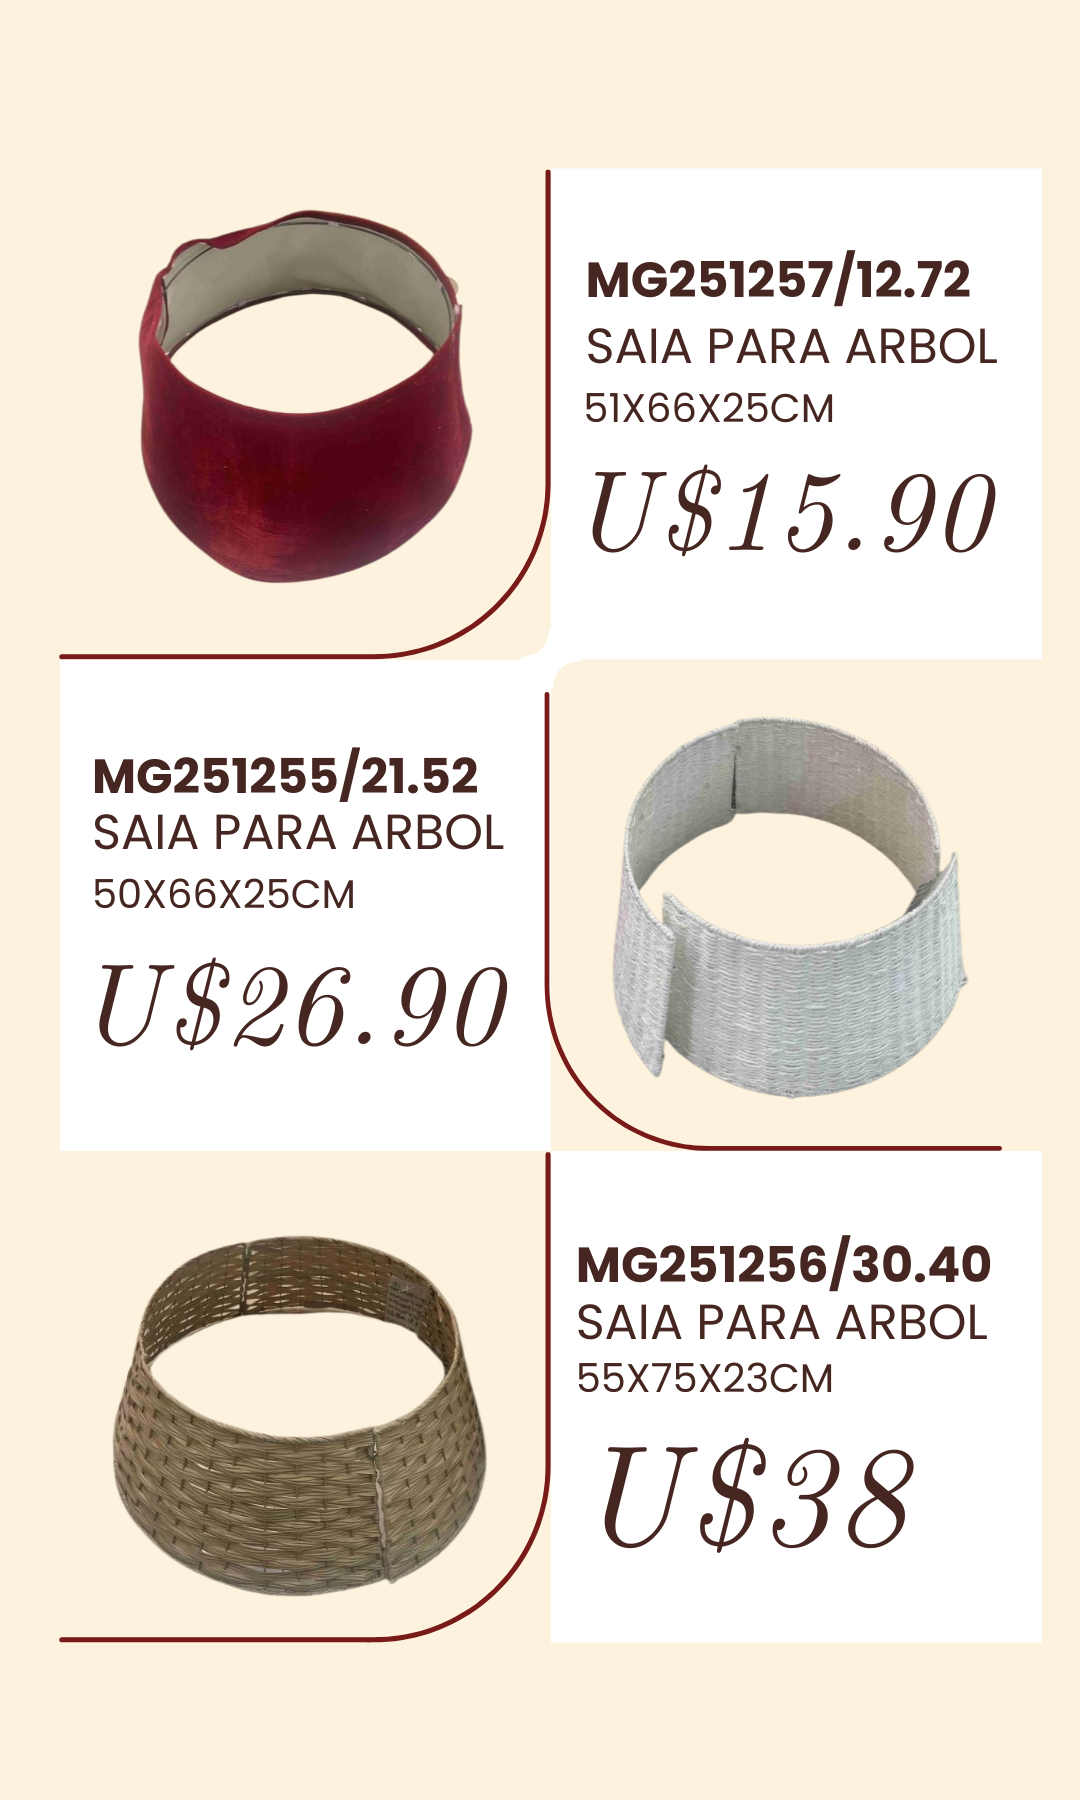 MG251257/12.72
SAIA PARA ARBOL
51X66X25CM
U$15.90
MG251255/21.52
SAIA PARA ARBOL
50X66X25CM
U$26.90
MG251256/30.40
SAIA PARA ARBOL
55X75X23CM
U$38